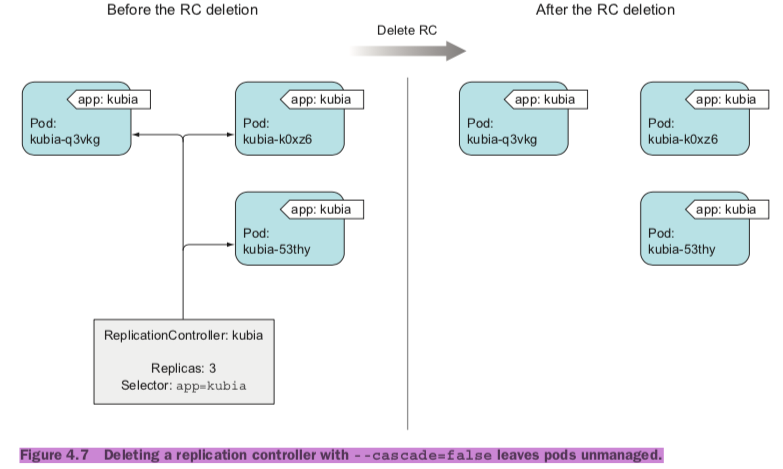 Before the RC deletion
After the RC deletion
Delete RC
app: kubia
Pod:
kubia-q3vkg
app: kubia
Pod:
kubia-k0xz6
app: kubia
Pod:
kubia-53thy
ReplicationController: kubia
Replicas: 3
Selector: app=kubia
app: kubia
Pod:
kubia-q3vkg
app: kubia
Pod:
kubia-k0xz6
app: kubia
Pod:
kubia-53thy
Figure 4.7 Deleting a replication controller with --cascade=false leaves pods unmanaged.